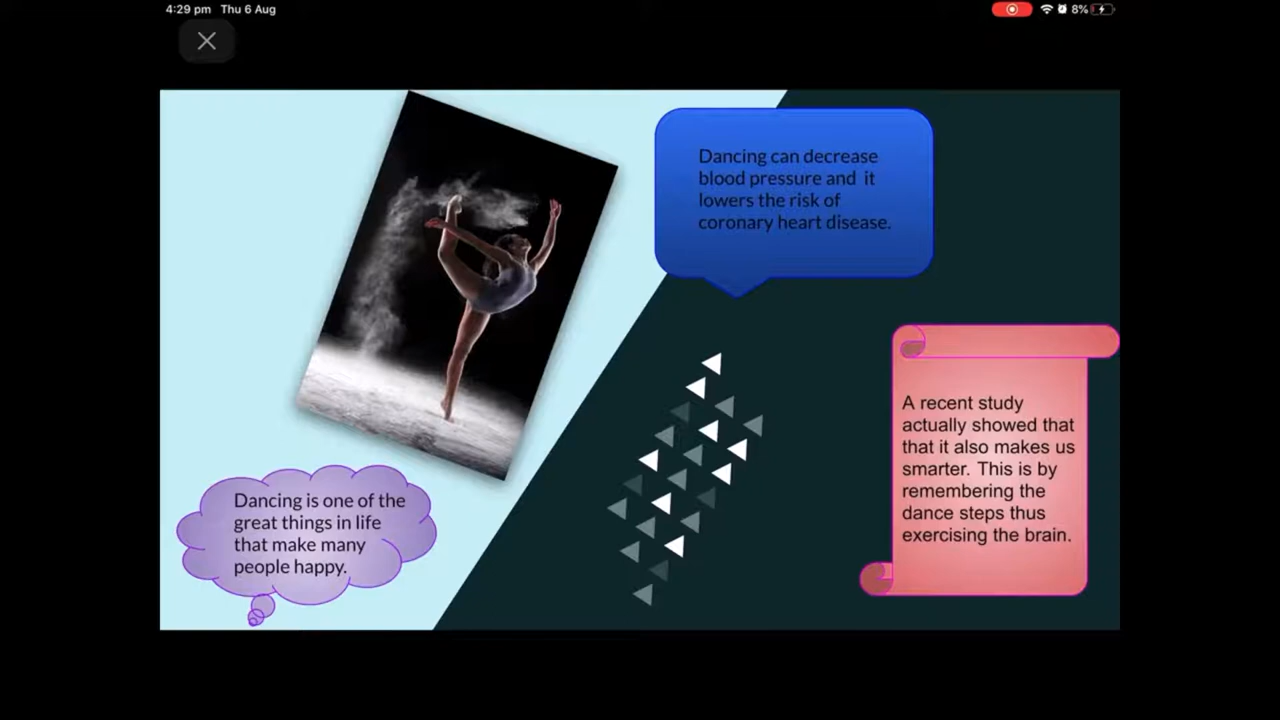 4:29 pm Thu 6 Aug
8%
Dancing can decrease
blood pressure and it
lowers the risk of
coronary heart disease.
A recent study
actually showed that
that it also makes us
smarter. This is by
remembering the
dance steps thus
exercising the brain.
Dancing is one of the
great things in life
that make many
people happy.